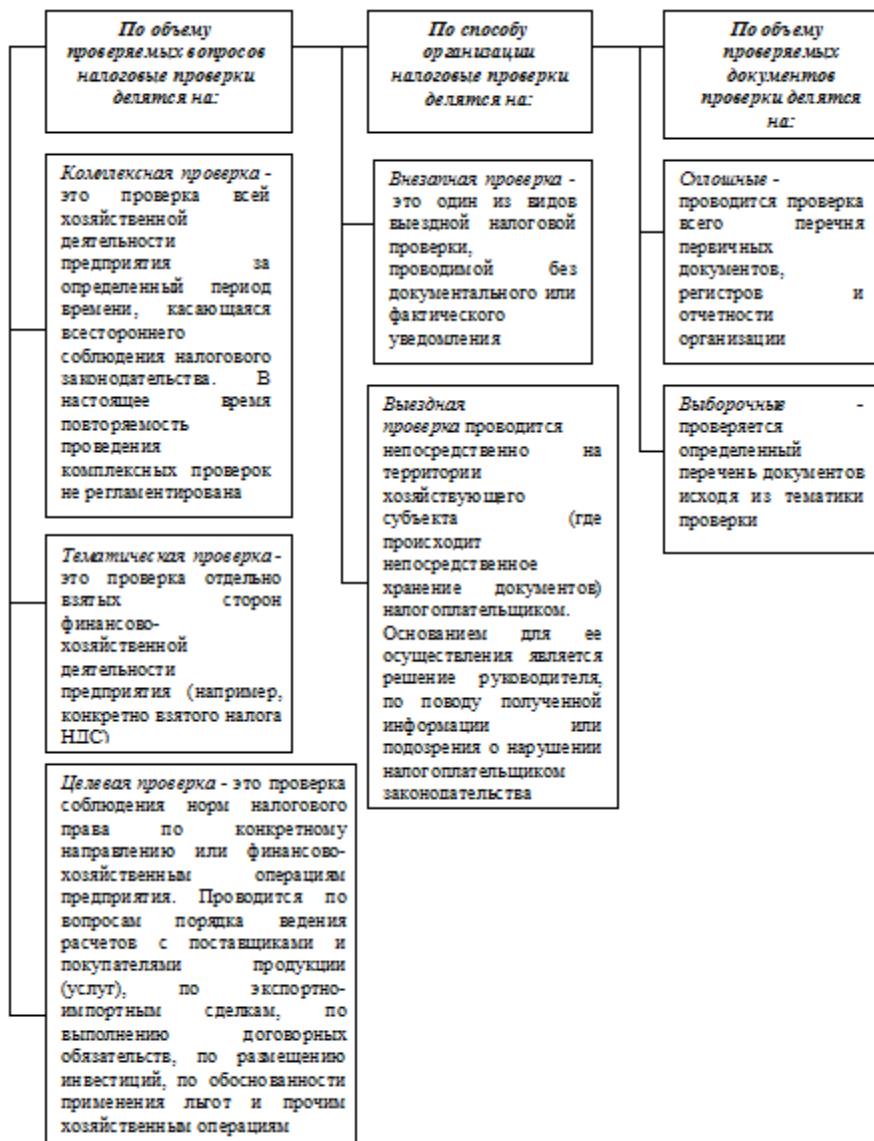 По объему
проверяемых вопросов
налоговые проверки
делятся на:
Комплексная проверка -
это проверка всей
хозяйственной
деятельности
предприятия за
определенный период
времени, касающаяся
всестороннего
соблюдения налогового
законодательства. В
настоящее время
повторяемость
проведения
комплексных проверок
не регламентирована
Тематическая проверка -
это проверка отдельно
взятых сторон
финансово-
хозяйственной
деятельности
предприятия (например,
конкретно взятого налога
НДС)
Целевая проверка - это проверка
соблюдения норм налогового
права по конкретному
направлению или финансово-
хозяйственным операциям
предприятия. Проводится по
вопросам порядка ведения
расчетов с поставщиками и
покупателями продукции
(услуг), по экспортно-
импортным сделкам, по
выполнению договорных
обязательств, по размещению
инвестиций, по обоснованности
применения льгот и прочим
хозяйственным операциям
По способу
организации
налоговые проверки
делятся на:
Внезапная проверка -
это один из видов
выездной налоговой
проверки,
проводимой без
документального или
фактического
уведомления
Выездная
проверка проводится
непосредственно на
территории
хозяйствующего
субъекта (где
происходит
непосредственное
хранение документов)
налогоплательщиком.
Основанием для ее
осуществления является
решение руководителя,
по поводу полученной
информации или
подозрения о нарушении
налогоплательщиком
законодательства
По объему
проверяемых
документов
проверки делятся
на:
Сплошные -
проводится проверка
всего перечня
первичных
документов,
регистров и
отчетности
организации
Выборочные -
проверяется
определенный
перечень документов
исходя из тематики
проверки